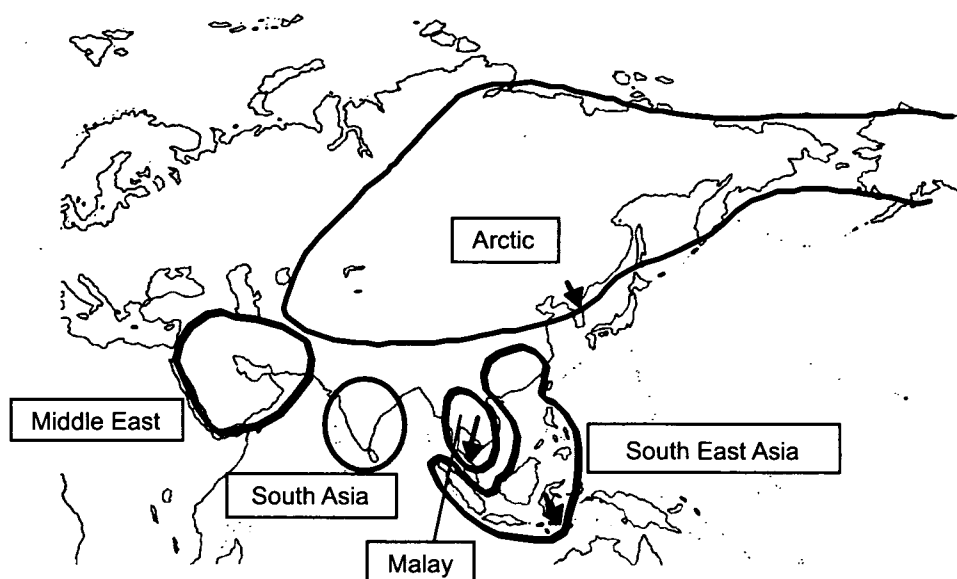 Arctic
Middle East
South East Asia
South Asia
Malay